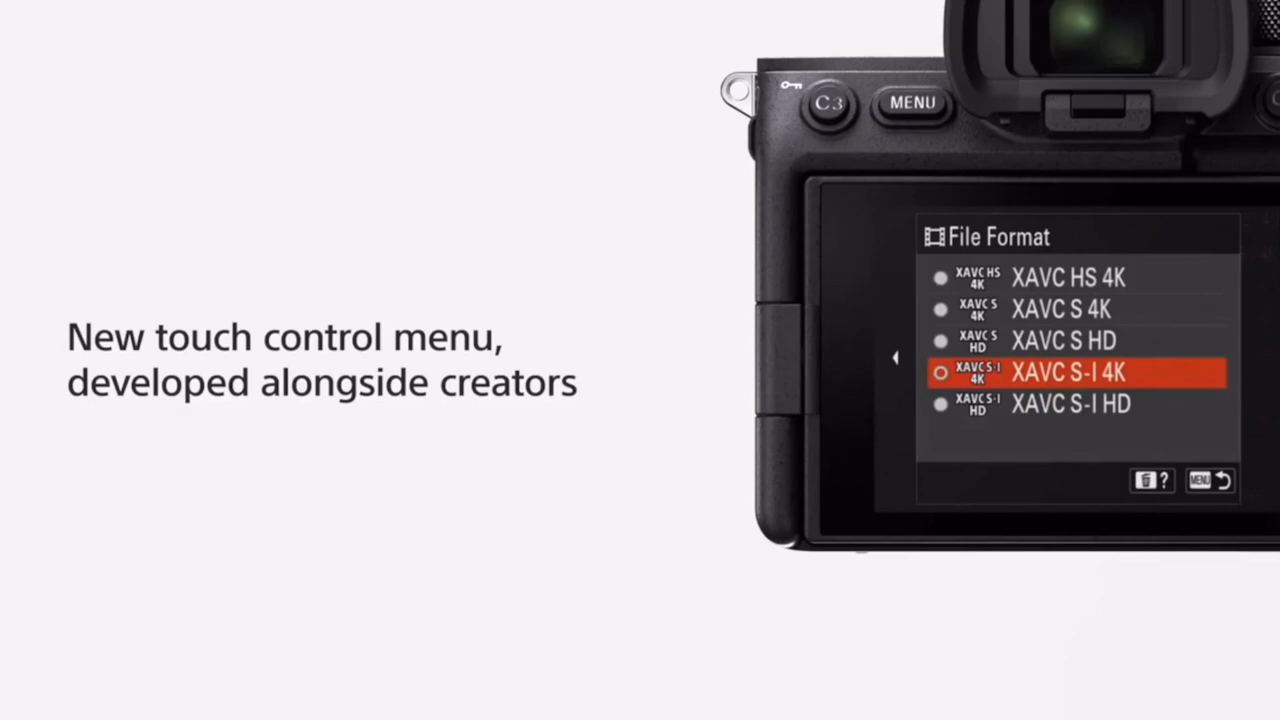 New touch control menu,
developed alongside creators
C3
MENU
File Format
XAVC HS 4K XAVC HS 4K
XAVC S 4K XAVC S 4K
XAVC S HD XAVC S HD
XAVC S-I 4K XAVC S-I 4K
XAVC S-I HD XAVC S-I HD
?
MENU